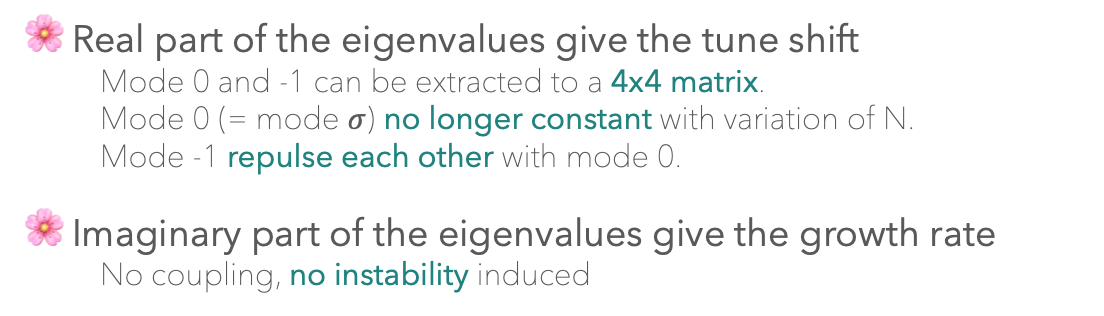 Real part of the eigenvalues give the tune shift
Mode 0 and -1 can be extracted to a 4x4 matrix.
Mode 0 (= mode σ) no longer constant with variation of N.
Mode -1 repulse each other with mode 0.
Imaginary part of the eigenvalues give the growth rate
No coupling, no instability induced